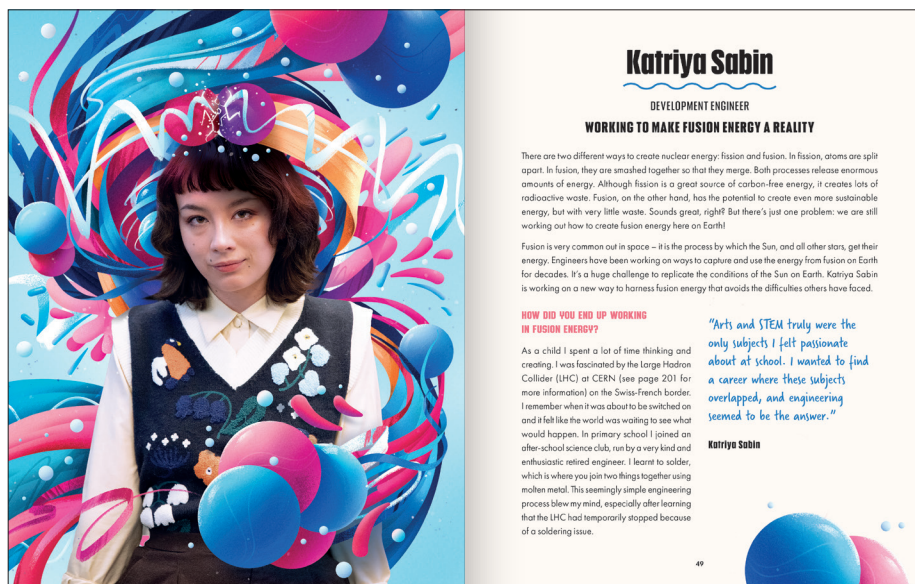 Katriya Sabin
DEVELOPMENT ENGINEER
WORKING TO MAKE FUSION ENERGY A REALITY
There are two different ways to create nuclear energy: fission and fusion. In fission, atoms are split
apart. In fusion, they are smashed together so that they merge. Both processes release enormous
amounts of energy. Although fission is a great source of carbon-free energy, it creates lots of
radioactive waste. Fusion, on the other hand, has the potential to create even more sustainable
energy, but with very little waste. Sounds great, right? But there's just one problem: we are still
working out how to create fusion energy here on Earth!
Fusion is very common out in space – it is the process by which the Sun, and all other stars, get their
energy. Engineers have been working on ways to capture and use the energy from fusion on Earth
for decades. It's a huge challenge to replicate the conditions of the Sun on Earth. Katriya Sabin
is working on a new way to harness fusion energy that avoids the difficulties others have faced.
HOW DID YOU END UP WORKING
IN FUSION ENERGY?
As a child I spent a lot of time thinking and
creating. I was fascinated by the Large Hadron
Collider (LHC) at CERN (see page 201 for
more information) on the Swiss-French border.
I remember when it was about to be switched on
and it felt like the world was waiting to see what
would happen. In primary school I joined an
after-school science club, run by a very kind and
enthusiastic retired engineer. I learnt to solder,
which is where you join two things together using
molten metal. This seemingly simple engineering
process blew my mind, especially after learning
that the LHC had temporarily stopped because
of a soldering issue.
"Arts and STEM truly were the
only subjects I felt passionate
about at school. I wanted to find
a career where these subjects
overlapped, and engineering
seemed to be the answer."
Katriya Sabin
49